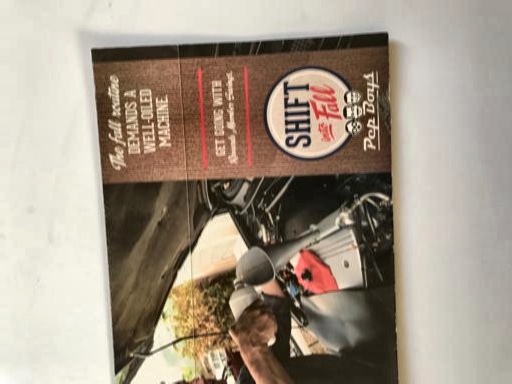 The fall routine
DEMANDS A
WELL-OILED
MACHINE
GET GOING WITH
SHIFT
into Fall
Pep Boys